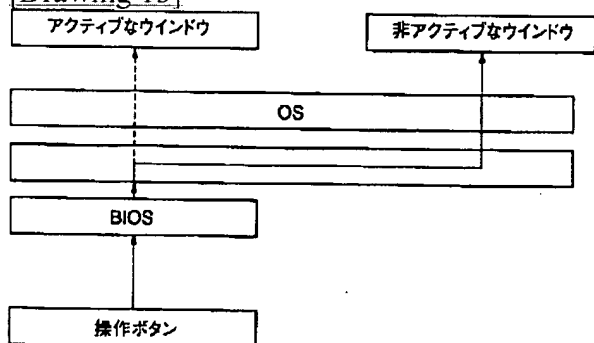 [Drawing 15]
アクティブなウインドウ
非アクティブなウインドウ
OS
BIOS
操作ボタン